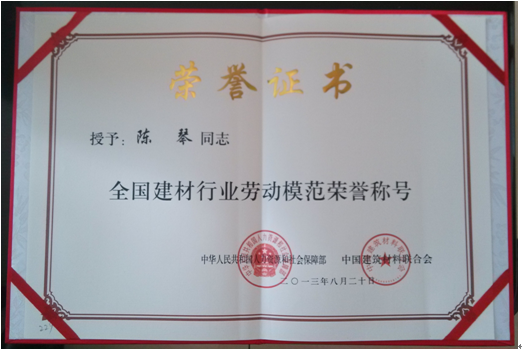 荣誉证书
授予：陈 琴 同志
全国建材行业劳动模范荣誉称号
中华人民共和国人力资源和社会保障部 中国建筑材料联合会
二〇一三年八月二十日